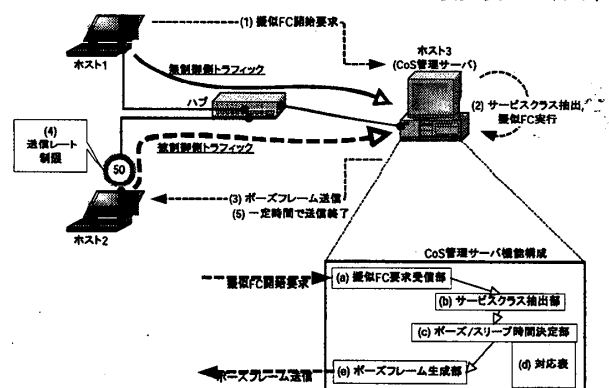 (1) 擬似FC開始要求
ホスト1
ホスト3
(CoS管理サーバ)
無制御側トラフィック
ハブ
(2) サービスクラス抽出,
擬似FC実行
(4)
送信レート
制限
被制御側トラフィック
50
(3) ポーズフレーム送信
(5) 一定時間で送信終了
ホスト2
CoS管理サーバ機能構成
擬似FC開始要求
(a) 擬似FC要求受信部
(b) サービスクラス抽出部
(c) ポーズ/スリープ時間決定部
(d) 対応表
(e) ポーズフレーム生成部
ポーズフレーム送信